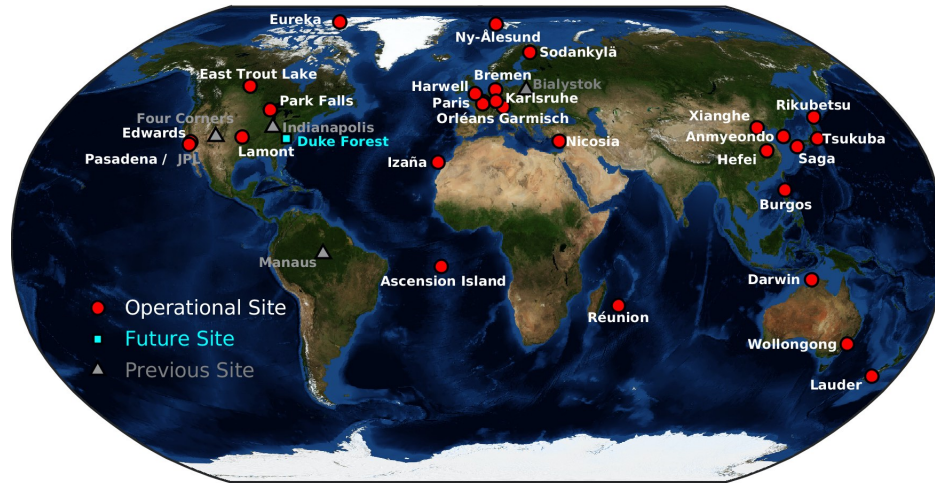 Eureka
Ny-Ålesund
Sodankylä
East Trout Lake
Bremen
Harwell
Bialystok
Park Falls
Paris
Karlsruhe
Four Corners
Orléans Garmisch
Xianghe
Rikubetsu
Edwards
Indianapolis
Anmyeondo
Tsukuba
Duke Forest
Nicosia
Lamont
Pasadena / JPL
Izaña
Hefei
Saga
Burgos
Manaus
Ascension Island
Darwin
Operational Site
Réunion
Future Site
Wollongong
Previous Site
Lauder